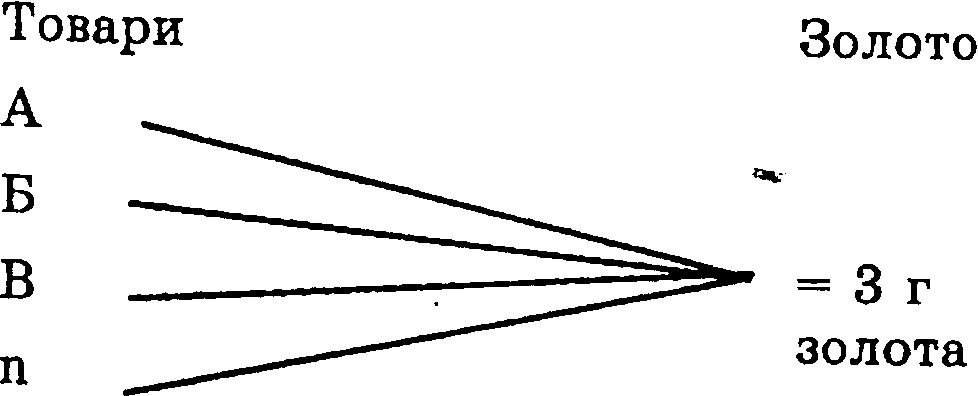 Товари
Золото
А
Б
В
n
= 3 г
золота